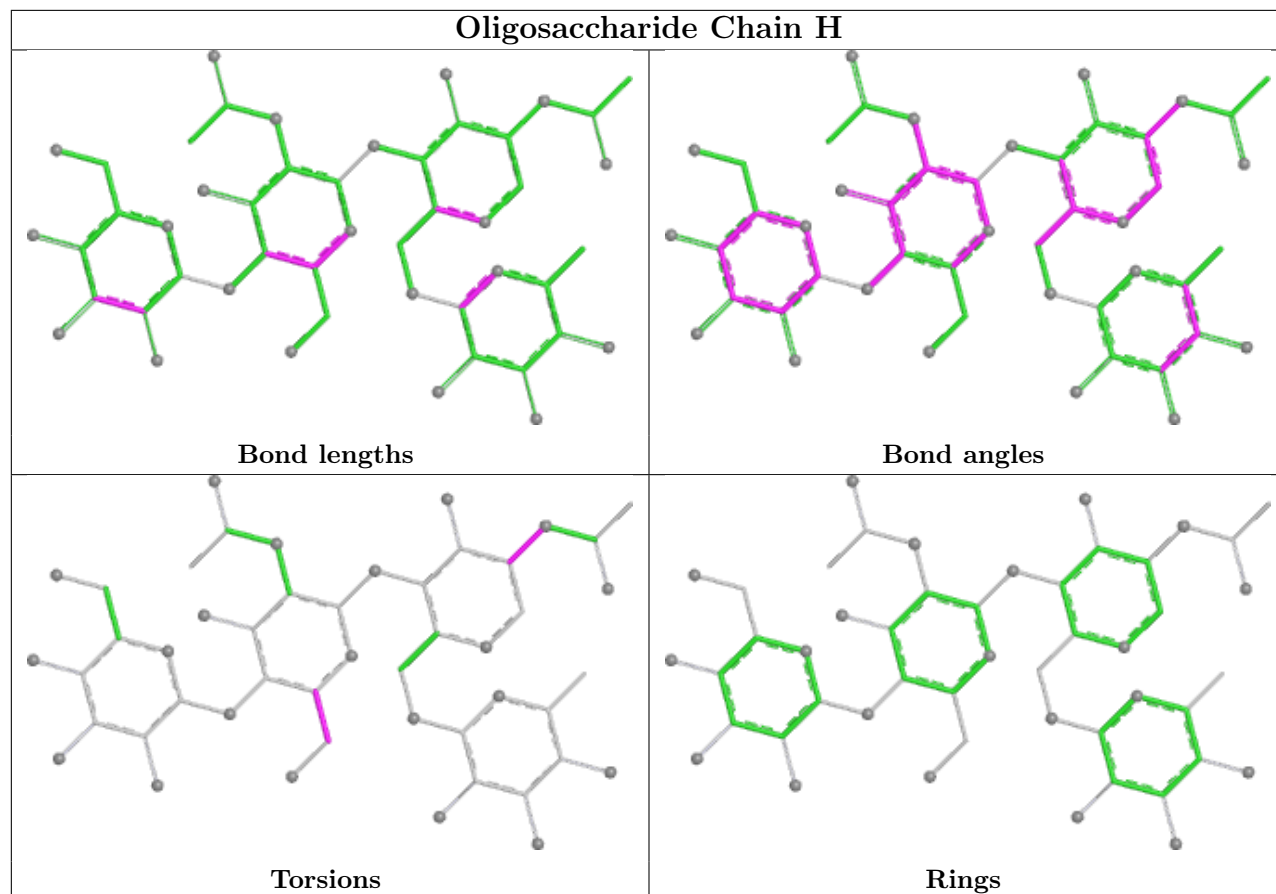 Oligosaccharide Chain H
Bond lengths
Bond angles
Torsions
Rings